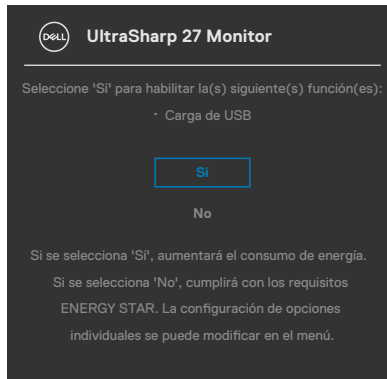 DELL
UltraSharp 27 Monitor
Seleccione 'Sí' para habilitar la(s) siguiente(s) función(es):
· Carga de USB
Sí
No
Si se selecciona 'Sí', aumentará el consumo de energía.
Si se selecciona 'No', cumplirá con los requisitos
ENERGY STAR. La configuración de opciones
individuales se puede modificar en el menú.